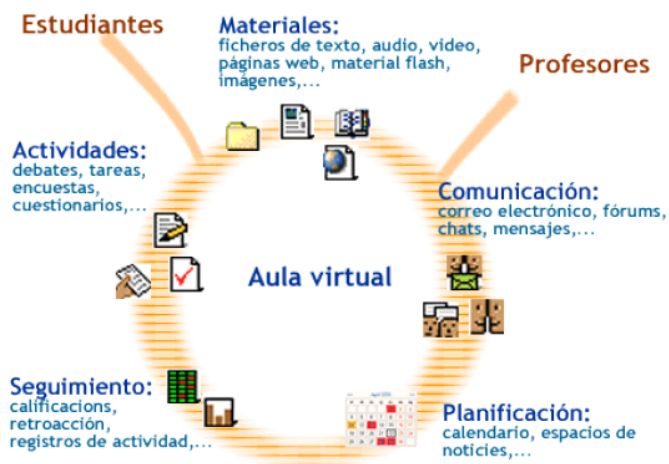 Estudiantes
Materiales:
ficheros de texto, audio, video,
páginas web, material flash,
imágenes,...
Profesores
Actividades:
debates, tareas,
encuestas,
cuestionarios,...
Comunicación:
correo electrónico, fórums,
chats, mensajes,...
Aula virtual
Seguimiento:
calificacions,
retroacción,
registros de actividad,...
Planificación:
calendario, espacios de
noticies,...